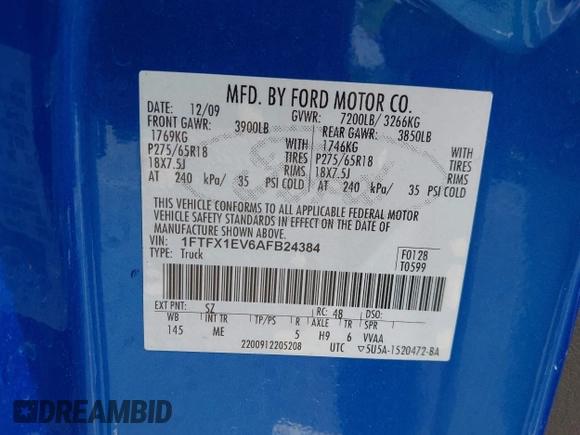 MFD. BY FORD MOTOR CO.
DATE: 12/09 GVWR: 7200LB/ 3266KG
FRONT GAWR: 3900LB REAR GAWR: 3850LB
1769KG WITH 1746KG WITH
P275/65R18 TIRES P275/65R18 TIRES
18X7.5J RIMS 18X7.5J RIMS
AT 240 kPa/ 35 PSI COLD AT 240 kPa/ 35 PSI COLD
THIS VEHICLE CONFORMS TO ALL APPLICABLE FEDERAL MOTOR
VEHICLE SAFETY STANDARDS IN EFFECT ON THE DATE OF
MANUFACTURE SHOWN ABOVE.
VIN: 1FTFX1EV6AFB24384 F0128
TYPE: Truck T0599
EXT PNT: SZ RC: 48 DSO:
WB INT TR TP/PS R AXLE TR SPR
145 ME 5 H9 6 VVAA
2200912205208 UTC ▽5U5A-1520472-BA
DREAMBID